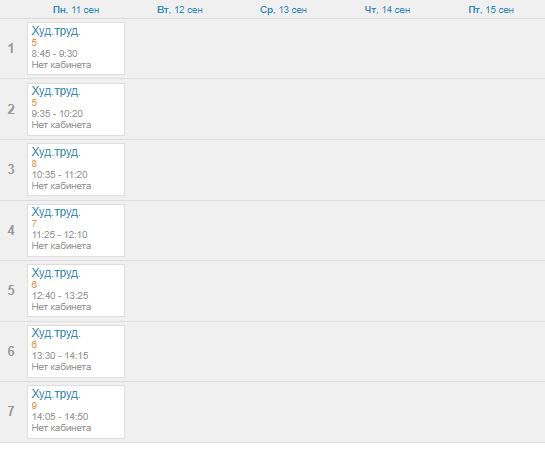 Пн, 11 сен Вт, 12 сен Ср, 13 сен Чт, 14 сен Пт, 15 сен
1
Худ.труд.
5
8:45 - 9:30
Нет кабинета
2
Худ.труд.
5
9:35 - 10:20
Нет кабинета
3
Худ.труд.
8
10:35 - 11:20
Нет кабинета
4
Худ.труд.
7
11:25 - 12:10
Нет кабинета
5
Худ.труд.
6
12:40 - 13:25
Нет кабинета
6
Худ.труд.
6
13:30 - 14:15
Нет кабинета
7
Худ.труд.
9
14:05 - 14:50
Нет кабинета